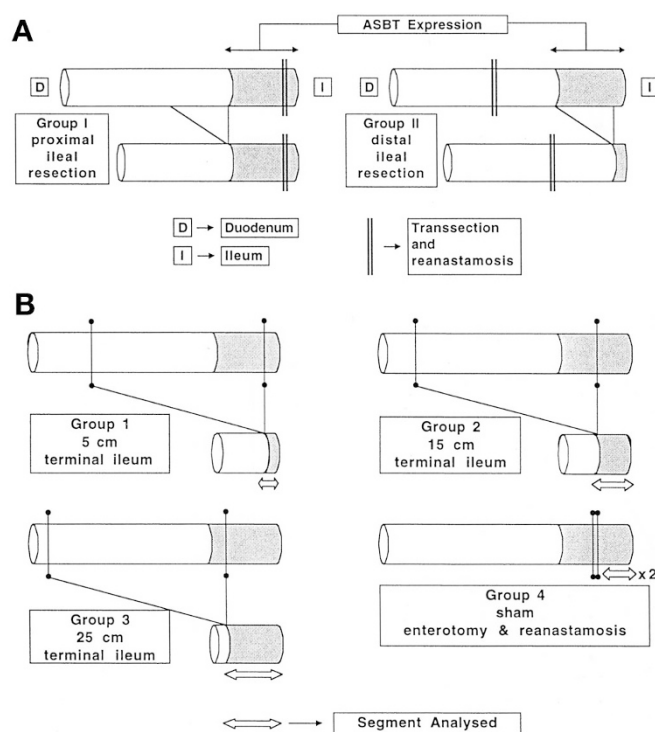 A
ASBT Expression
D
I
D
I
Group I
proximal
ileal
resection
Group II
distal
ileal
resection
D
Duodenum
I
Ileum
Transsection
and
reanastamosis
B
Group 1
5 cm
terminal ileum
Group 2
15 cm
terminal ileum
x2
Group 3
25 cm
terminal ileum
Group 4
sham
enterotomy & reanastamosis
Segment Analysed